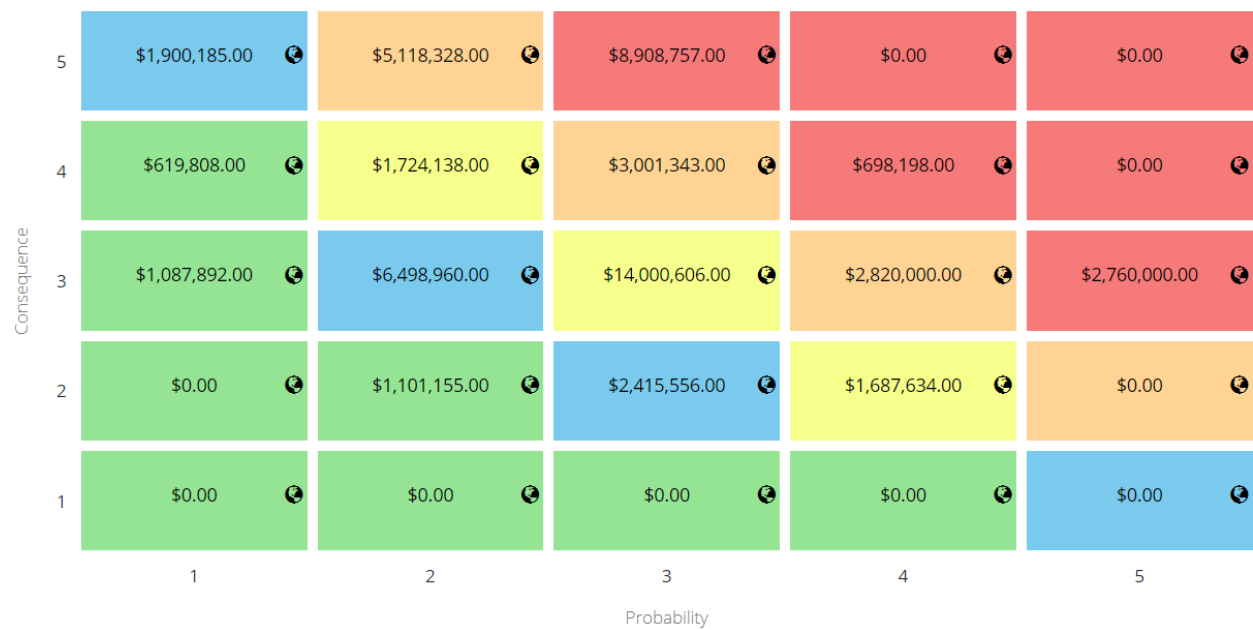 5 $1,900,185.00 $5,118,328.00 $8,908,757.00 $0.00 $0.00
4 $619,808.00 $1,724,138.00 $3,001,343.00 $698,198.00 $0.00
Consequence
3 $1,087,892.00 $6,498,960.00 $14,000,606.00 $2,820,000.00 $2,760,000.00
2 $0.00 $1,101,155.00 $2,415,556.00 $1,687,634.00 $0.00
1 $0.00 $0.00 $0.00 $0.00 $0.00
1 2 3 4 5
Probability